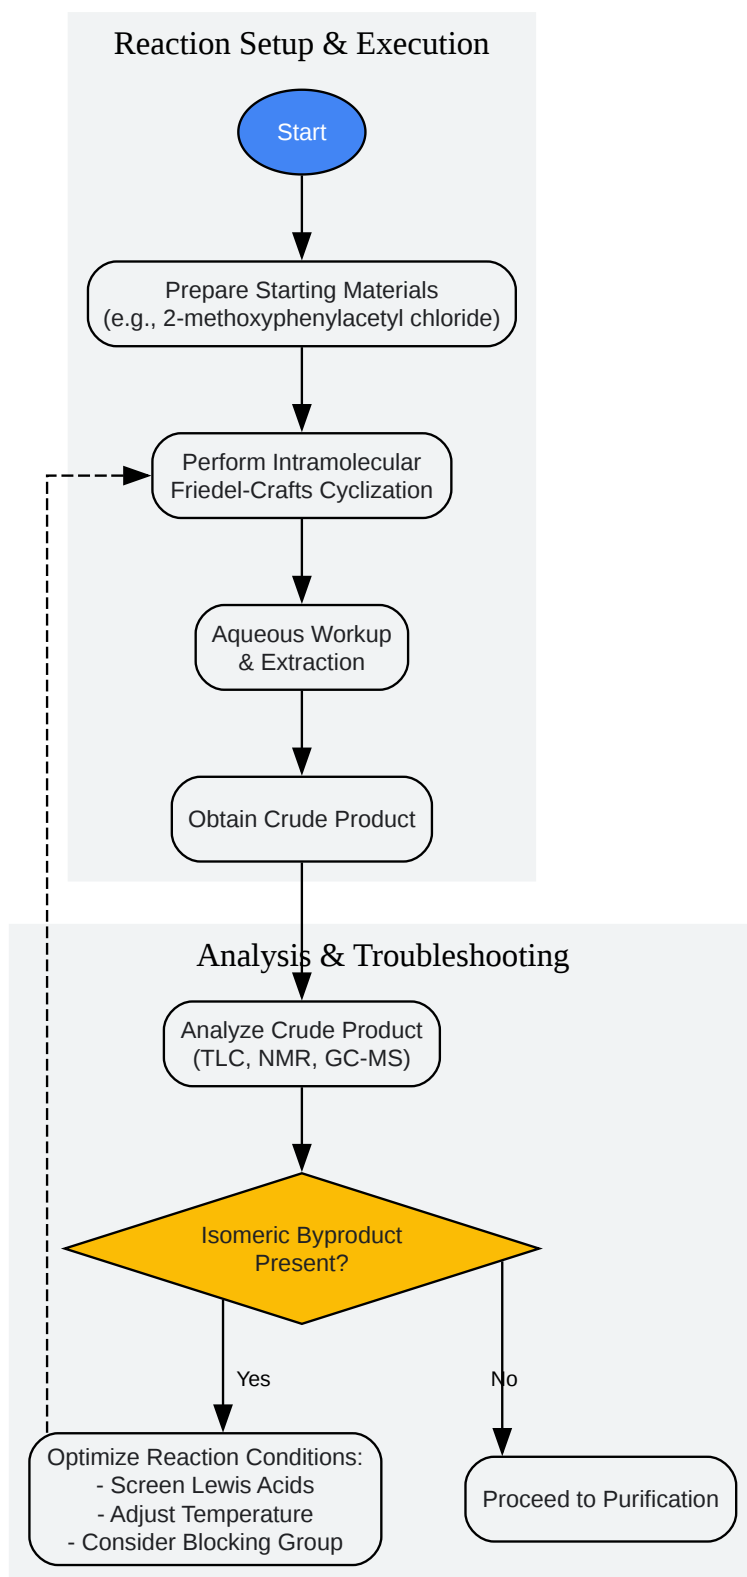 Reaction Setup & Execution
Start
Prepare Starting Materials
(e.g., 2-methoxyphenylacetyl chloride)
Perform Intramolecular
Friedel-Crafts Cyclization
Aqueous Workup
& Extraction
Obtain Crude Product
Analysis & Troubleshooting
Analyze Crude Product
(TLC, NMR, GC-MS)
Isomeric Byproduct
Present?
Yes
No
Optimize Reaction Conditions:
- Screen Lewis Acids
- Adjust Temperature
- Consider Blocking Group
Proceed to Purification